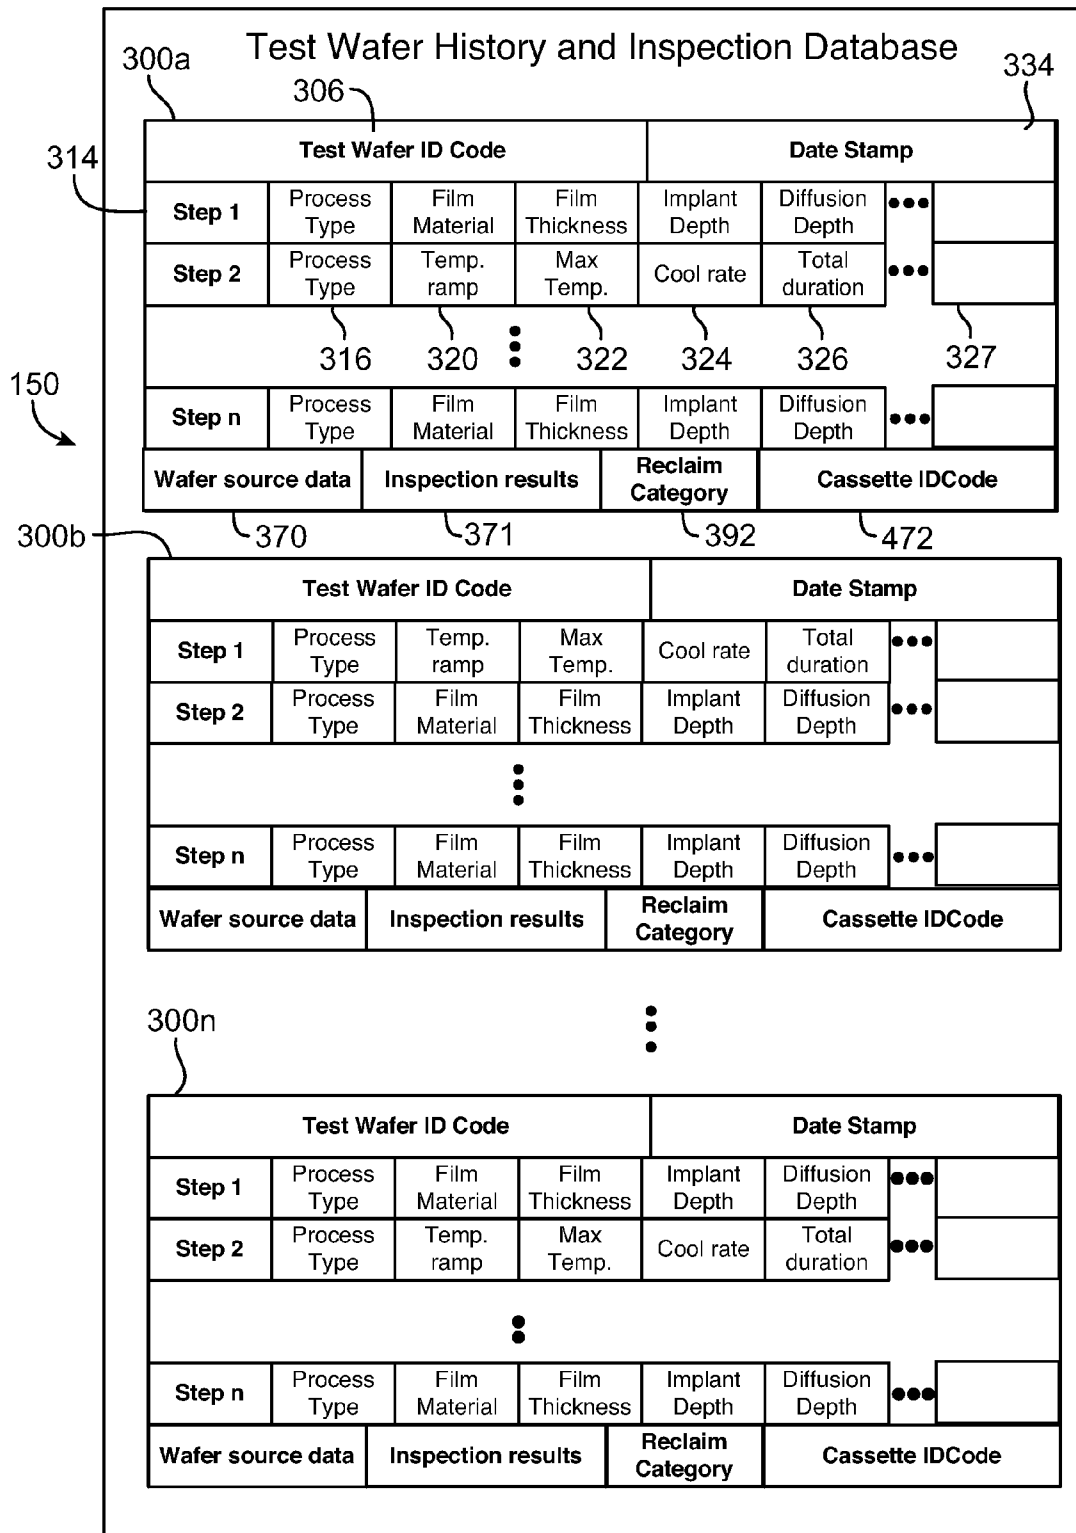 Test Wafer History and Inspection Database
300a
306
334
Test Wafer ID Code Date Stamp
314
Step 1 Process Type Film Material Film Thickness Implant Depth Diffusion Depth
Step 2 Process Type Temp. ramp Max Temp. Cool rate Total duration
316 320 322 324 326 327
150
Step n Process Type Film Material Film Thickness Implant Depth Diffusion Depth
Wafer source data Inspection results Reclaim Category Cassette IDCode
370 371 392 472
300b
Test Wafer ID Code Date Stamp
Step 1 Process Type Temp. ramp Max Temp. Cool rate Total duration
Step 2 Process Type Film Material Film Thickness Implant Depth Diffusion Depth
Step n Process Type Film Material Film Thickness Implant Depth Diffusion Depth
Wafer source data Inspection results Reclaim Category Cassette IDCode
300n
Test Wafer ID Code Date Stamp
Step 1 Process Type Film Material Film Thickness Implant Depth Diffusion Depth
Step 2 Process Type Temp. ramp Max Temp. Cool rate Total duration
Step n Process Type Film Material Film Thickness Implant Depth Diffusion Depth
Wafer source data Inspection results Reclaim Category Cassette IDCode